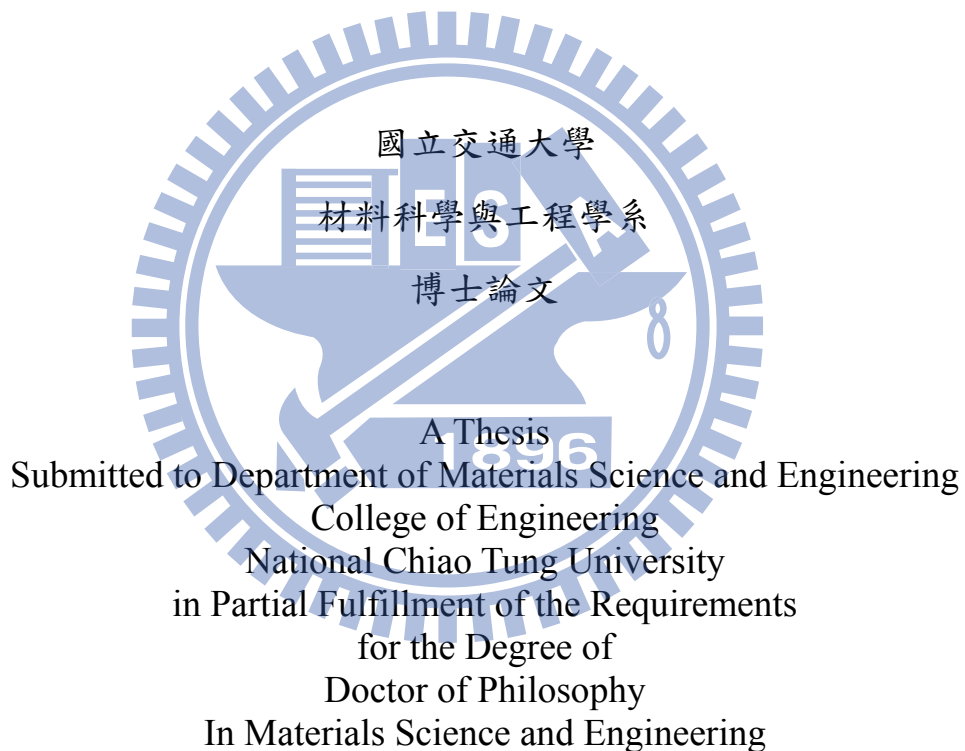 國立交通大學
材料科學與工程學系
博士論文
A Thesis
Submitted to Department of Materials Science and Engineering
College of Engineering
National Chiao Tung University
in Partial Fulfillment of the Requirements
for the Degree of
Doctor of Philosophy
In Materials Science and Engineering
E S A
8
1896